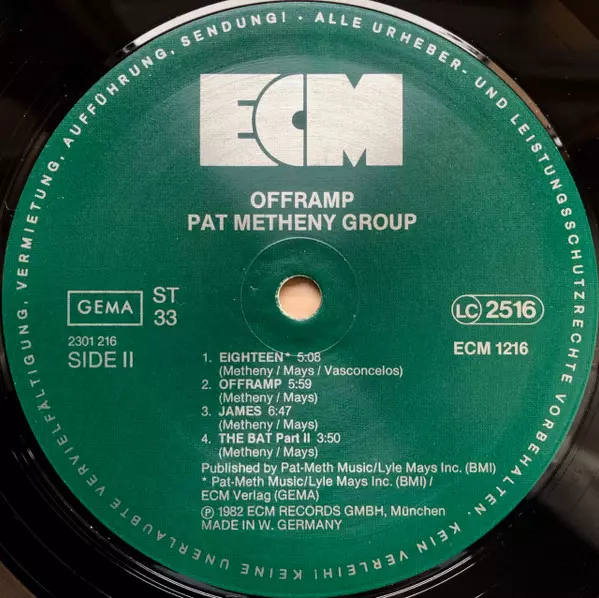 ALLE URHEBER- UND LEISTUNGSSCHUTZRECHTE VORBEHALTEN. KEIN VERLEIH! KEINE UNERLAUBTE VERVIELFÄLTIGUNG, VERMIETUNG, AUFFÜHRUNG, SENDUNG! ·
ECM
OFFRAMP
PAT METHENY GROUP
GEMA
ST
33
LC 2516
2301 216
SIDE II
ECM 1216
1. EIGHTEEN* 5:08
(Metheny / Mays / Vasconcelos)
2. OFFRAMP 5:59
(Metheny / Mays)
3. JAMES 6:47
(Metheny / Mays)
4. THE BAT Part II 3:50
(Metheny / Mays)
Published by Pat-Meth Music/Lyle Mays Inc. (BMI)
* Pat-Meth Music/Lyle Mays Inc. (BMI) /
ECM Verlag (GEMA)
Ⓟ 1982 ECM RECORDS GMBH, München
MADE IN W. GERMANY